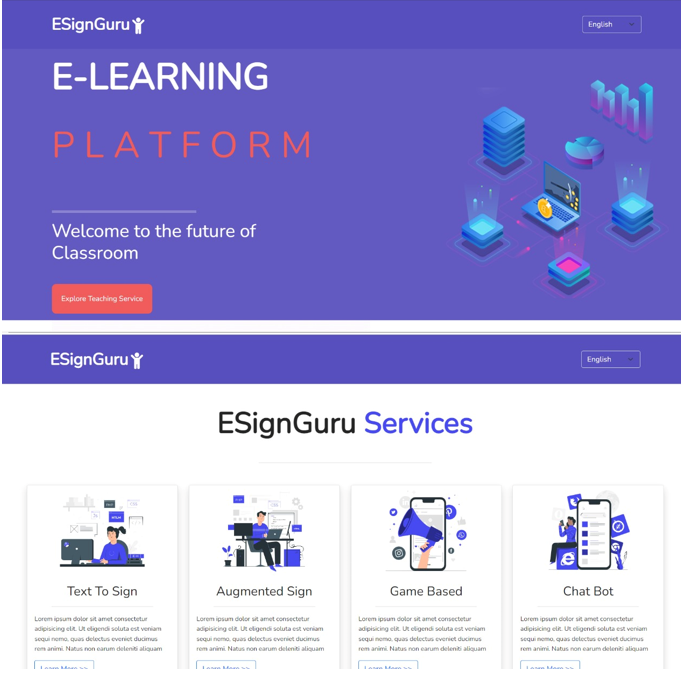 ESignGuru
English
E-LEARNING
PLATFORM
Welcome to the future of
Classroom
Explore Teaching Service
ESignGuru
English
ESignGuru Services
Text To Sign
Lorem ipsum dolor sit amet consectetur
adipisicing elit. Ut eligendi soluta est veniam
sequi nemo, quas delectus eveniet ducimus
rem animi. Natus non earum deleniti aliquam
Learn More >>
Augmented Sign
Lorem ipsum dolor sit amet consectetur
adipisicing elit. Ut eligendi soluta est veniam
sequi nemo, quas delectus eveniet ducimus
rem animi. Natus non earum deleniti aliquam
Learn More >>
Game Based
Lorem ipsum dolor sit amet consectetur
adipisicing elit. Ut eligendi soluta est veniam
sequi nemo, quas delectus eveniet ducimus
rem animi. Natus non earum deleniti aliquam
Learn More >>
Chat Bot
Lorem ipsum dolor sit amet consectetur
adipisicing elit. Ut eligendi soluta est veniam
sequi nemo, quas delectus eveniet ducimus
rem animi. Natus non earum deleniti aliquam
Learn More >>